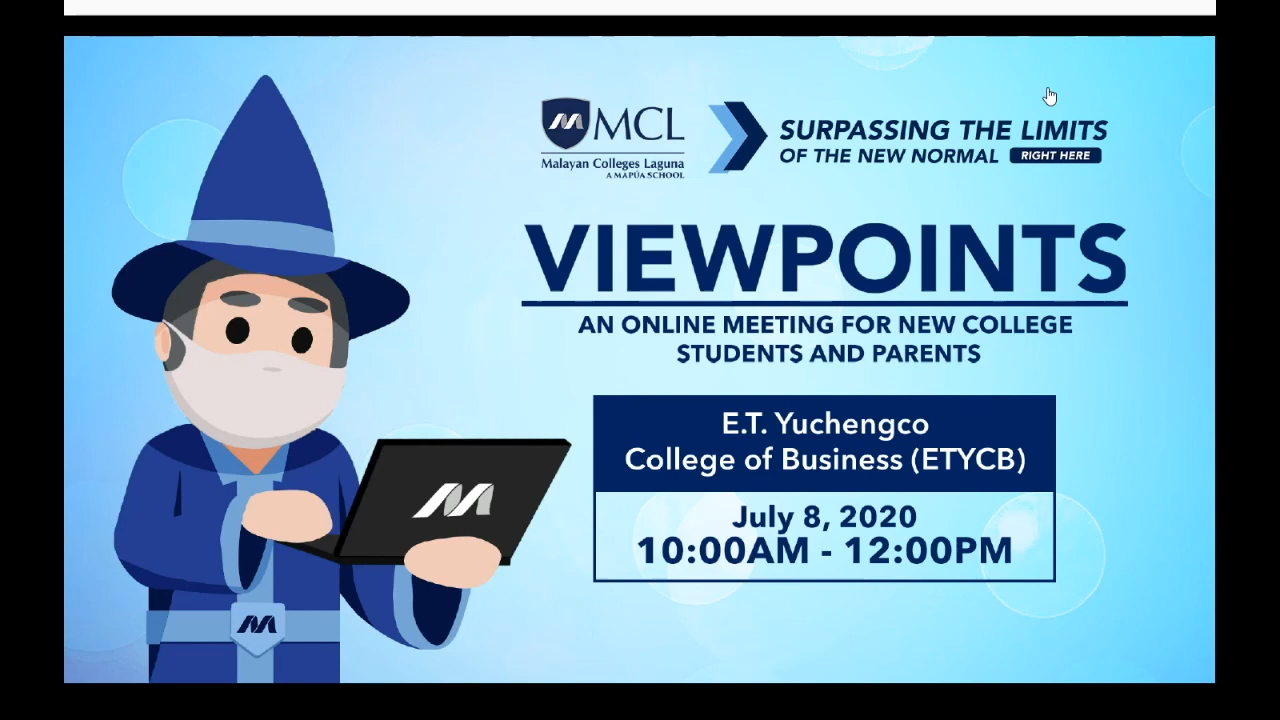 MCL
Malayan Colleges Laguna
A MAPÚA SCHOOL
SURPASSING THE LIMITS
OF THE NEW NORMAL RIGHT HERE
VIEWPOINTS
AN ONLINE MEETING FOR NEW COLLEGE
STUDENTS AND PARENTS
E.T. Yuchengco
College of Business (ETYCB)
July 8, 2020
10:00AM - 12:00PM